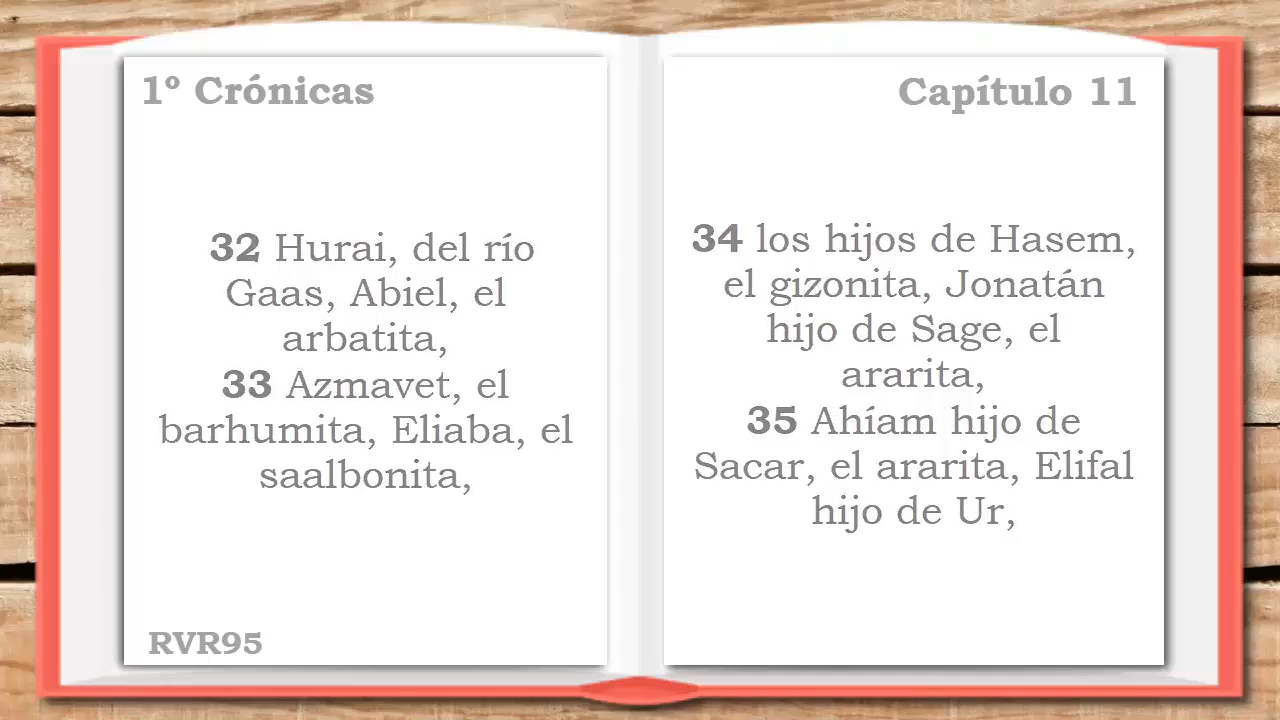 1º Crónicas
32 Hurai, del río
Gaas, Abiel, el
arbatita,
33 Azmavet, el
barhumita, Eliaba, el
saalbonita,
RVR95
Capítulo 11
34 los hijos de Hasem,
el gizonita, Jonatán
hijo de Sage, el
ararita,
35 Ahíam hijo de
Sacar, el ararita, Elifal
hijo de Ur,